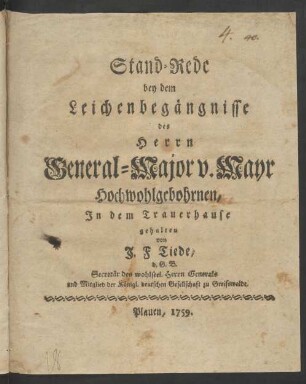 4.
Stand-Rede
bey dem
Leichenbegängnisse
des
Herrn
General-Major v. Mayr
Hochwohlgebohrnen,
In dem Trauerhause
gehalten
von
J. F Tiede,
Secretär des wohlsel. Herrn Generals
und Mitglied der Königl. deutschen Gesellschaft zu Greifswalde.
Plauen, 1759.